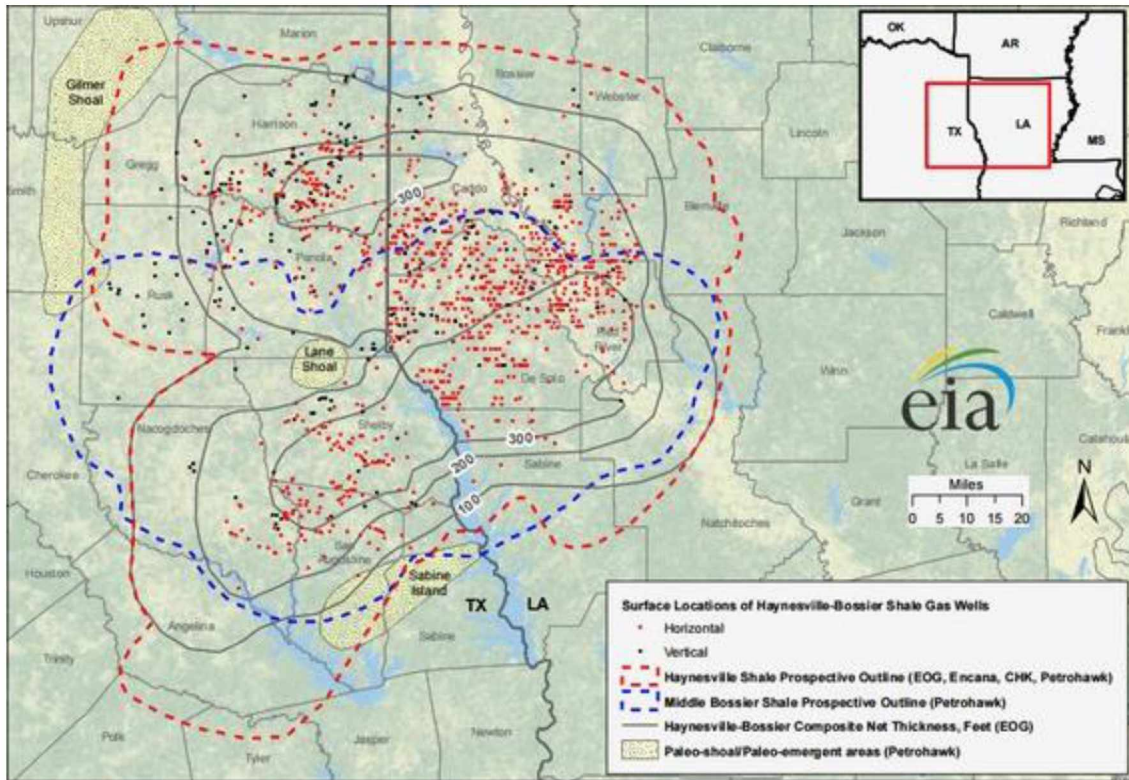 Upshur
Marion
Claiborne
Bossier
Webster
Gilmer
Shoal
Harrison
Lincoln
Gregg
Smith
300
Caddo
Bienville
Jackson
Richland
Panola
Rusk
Caldwell
Franklin
Red
River
Winn
Lane
Shoal
De Soto
eia
Nacogdoches
Shelby
300
Catahoula
Cherokee
200
Sabine
La Salle
N
Miles
0 5 10 15 20
100
Grant
Natchitoches
San
Augustine
Houston
Sabine
Island
TX
LA
Angelina
Sabine
Trinity
Polk
Tyler
Jasper
Newton
OK
AR
TX
LA
MS
Surface Locations of Haynesville-Bossier Shale Gas Wells
Horizontal
Vertical
Haynesville Shale Prospective Outline (EOG, Encana, CHK, Petrohawk)
Middle Bossier Shale Prospective Outline (Petrohawk)
Haynesville-Bossier Composite Net Thickness, Feet (EOG)
Paleo-shoal/Paleo-emergent areas (Petrohawk)